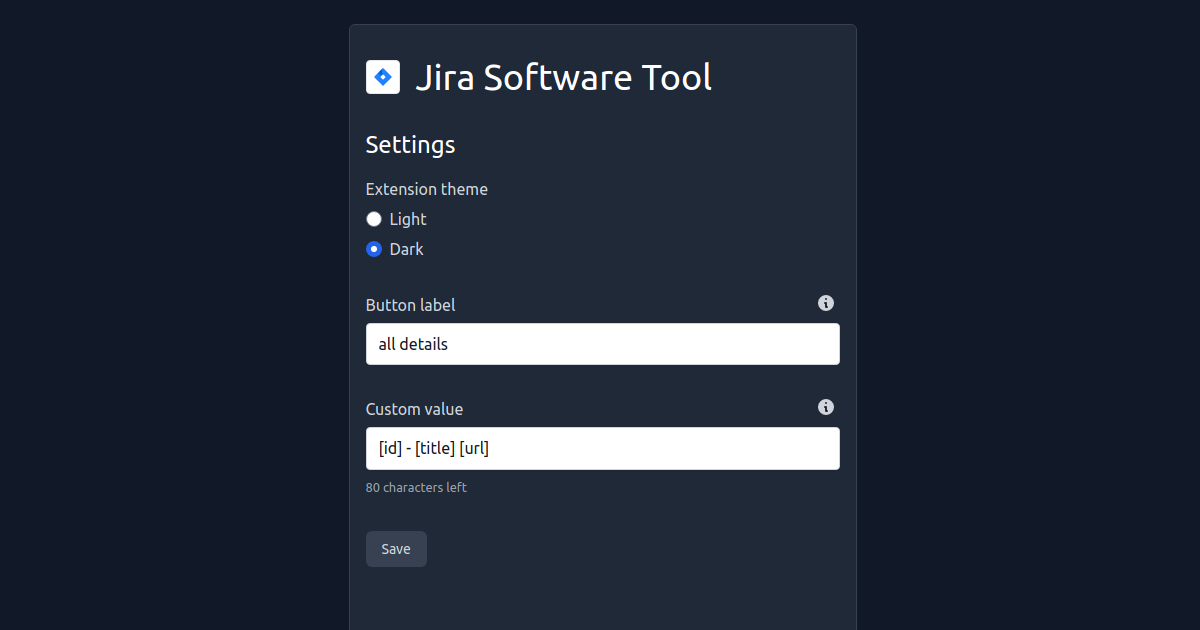 Jira Software Tool
Settings
Extension theme
Light
Dark
Button label
all details
Custom value
[id] - [title] [url]
80 characters left
Save